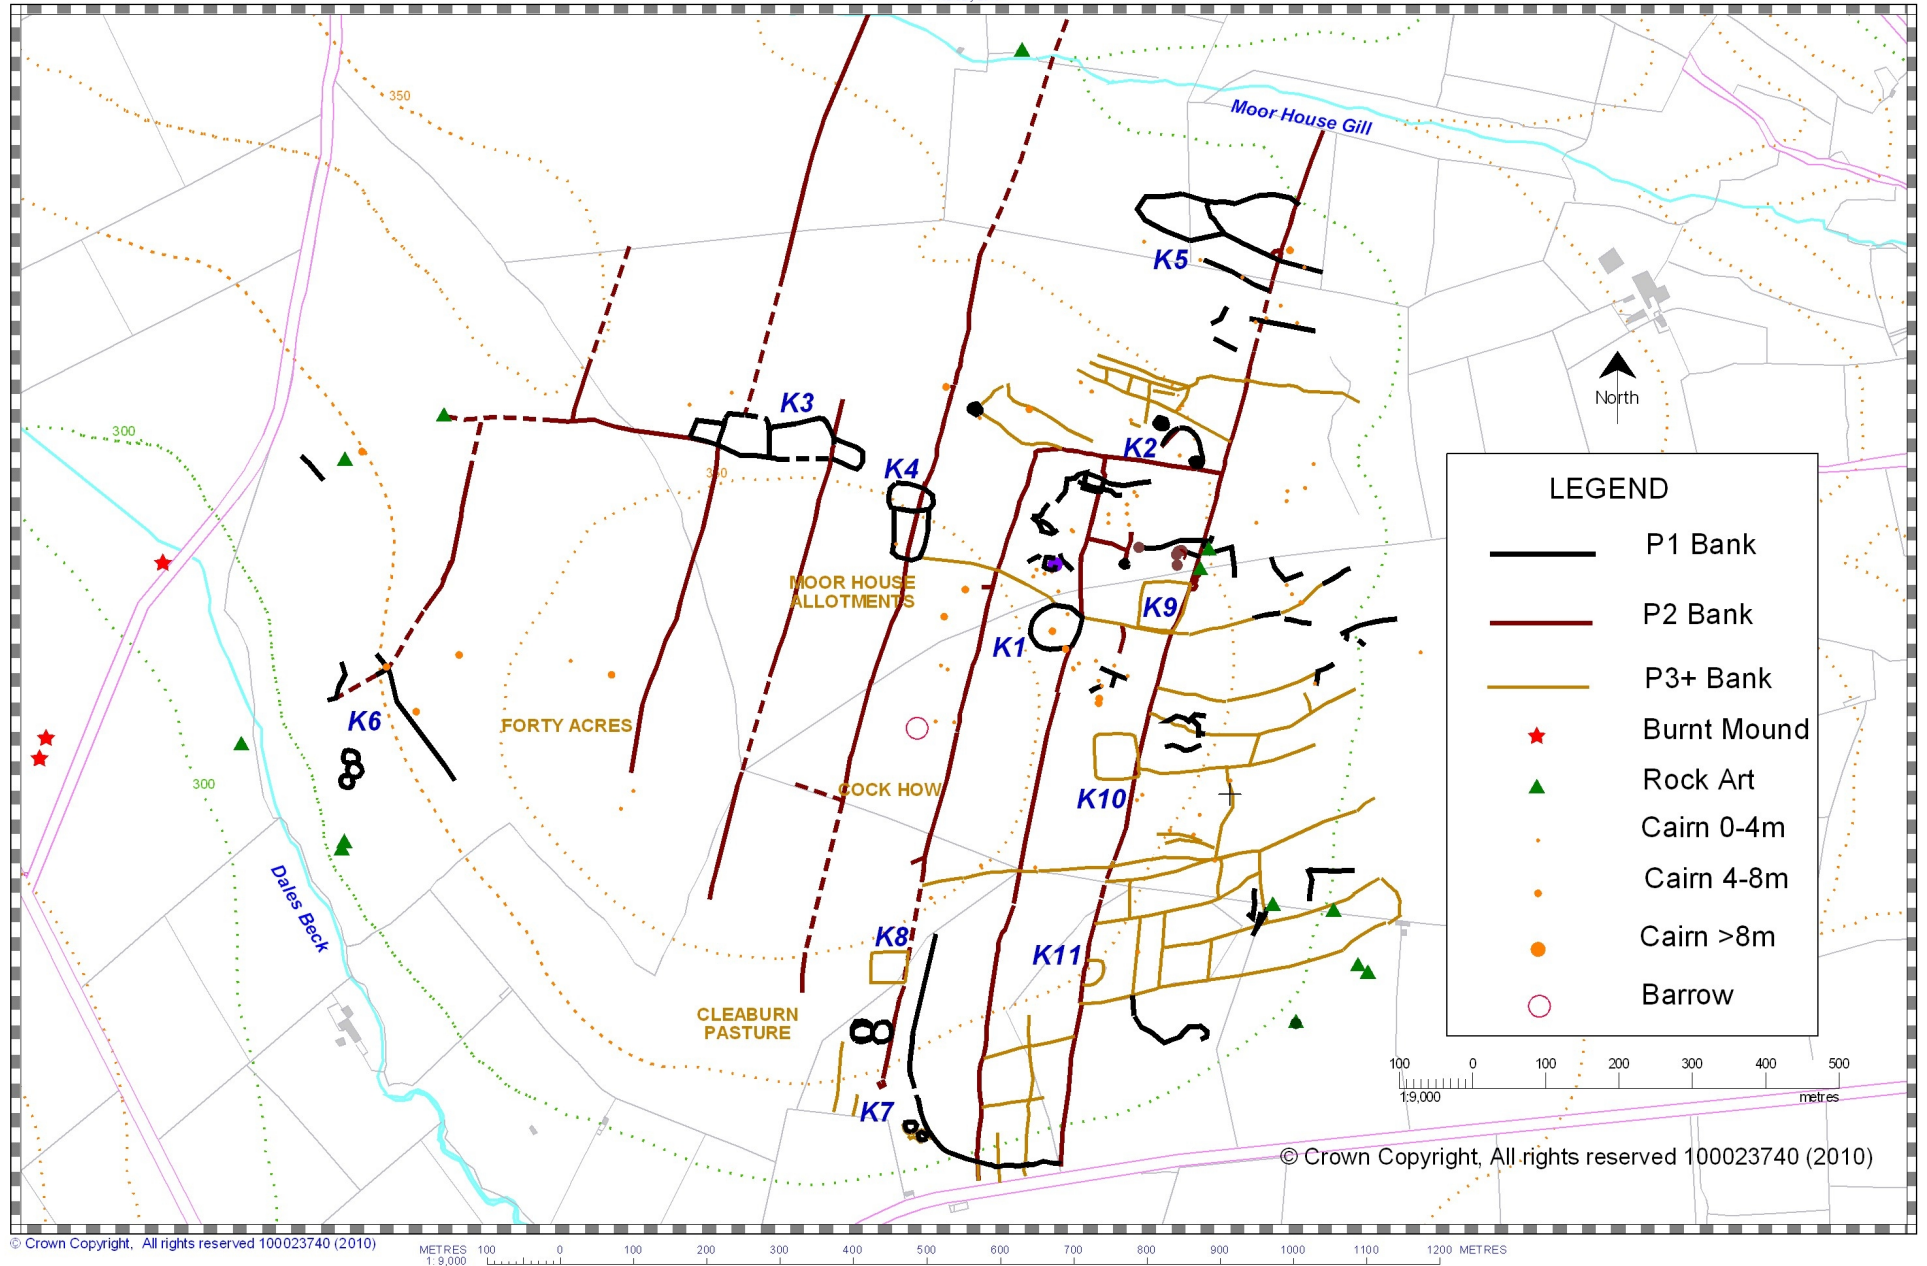 350
Moor House Gill
K5
North
K3
300
K2
K4
350
LEGEND
P1 Bank
MOOR HOUSE
ALLOTMENTS
K9
P2 Bank
K1
P3+ Bank
K6
FORTY ACRES
Burnt Mound
300
COCK HOW
K10
Rock Art
Cairn 0-4m
Cairn 4-8m
Dales Beck
K8
K11
Cairn >8m
Barrow
CLEABURN
PASTURE
100 0 100 200 300 400 500
1:9,000 metres
K7
© Crown Copyright, All rights reserved 100023740 (2010)
© Crown Copyright, All rights reserved 100023740 (2010)
METRES 100 0 100 200 300 400 500 600 700 800 900 1000 1100 1200 METRES
1: 9,000